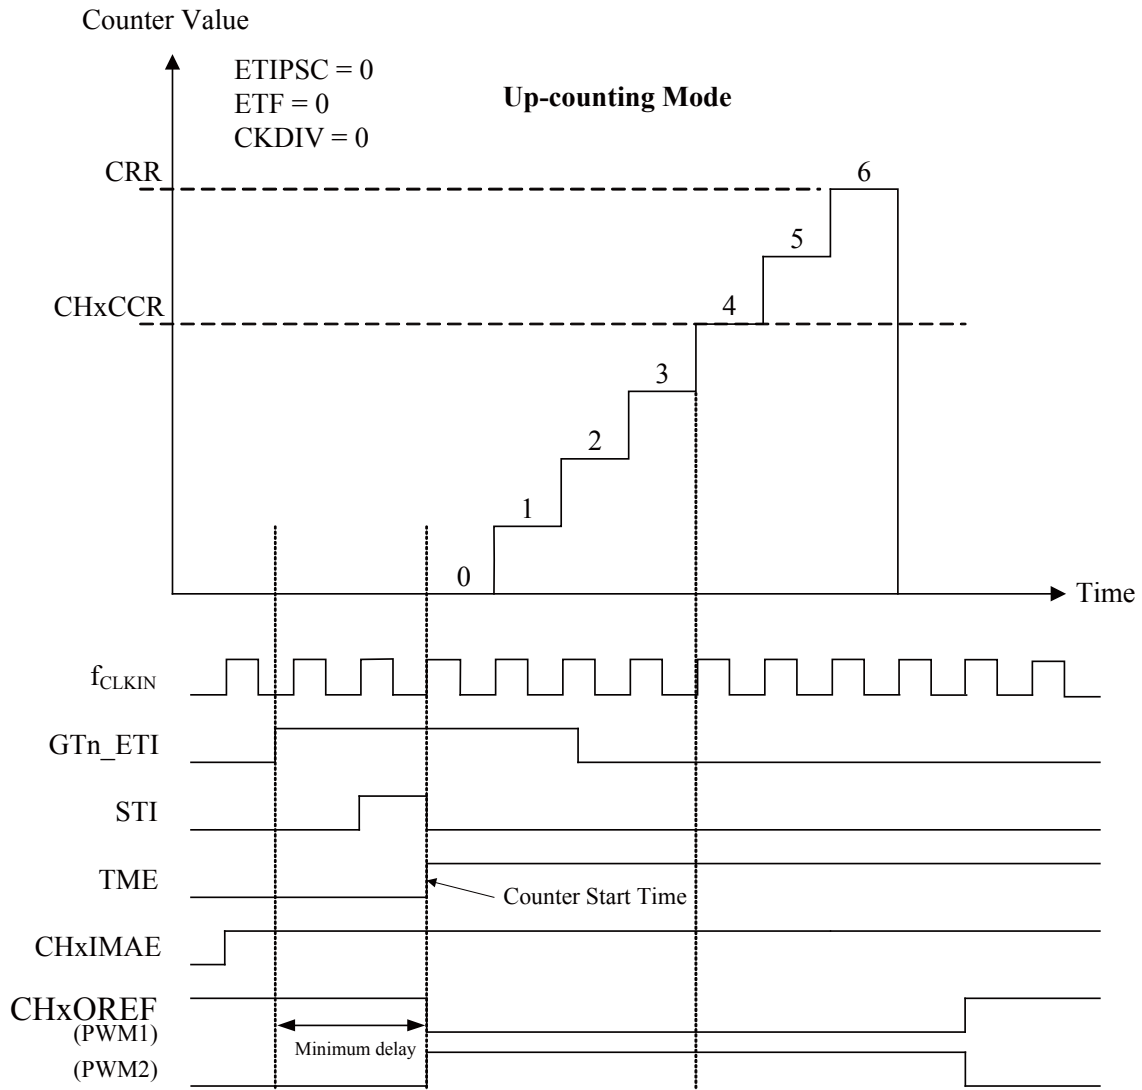 Counter Value
ETIPSC = 0
ETF = 0
CKDIV = 0
Up-counting Mode
CRR
6
5
CHxCCR
4
3
2
1
0
Time
fCLKIN
GTn_ETI
STI
TME
Counter Start Time
CHxIMAE
CHxOREF
(PWM1)
Minimum delay
(PWM2)